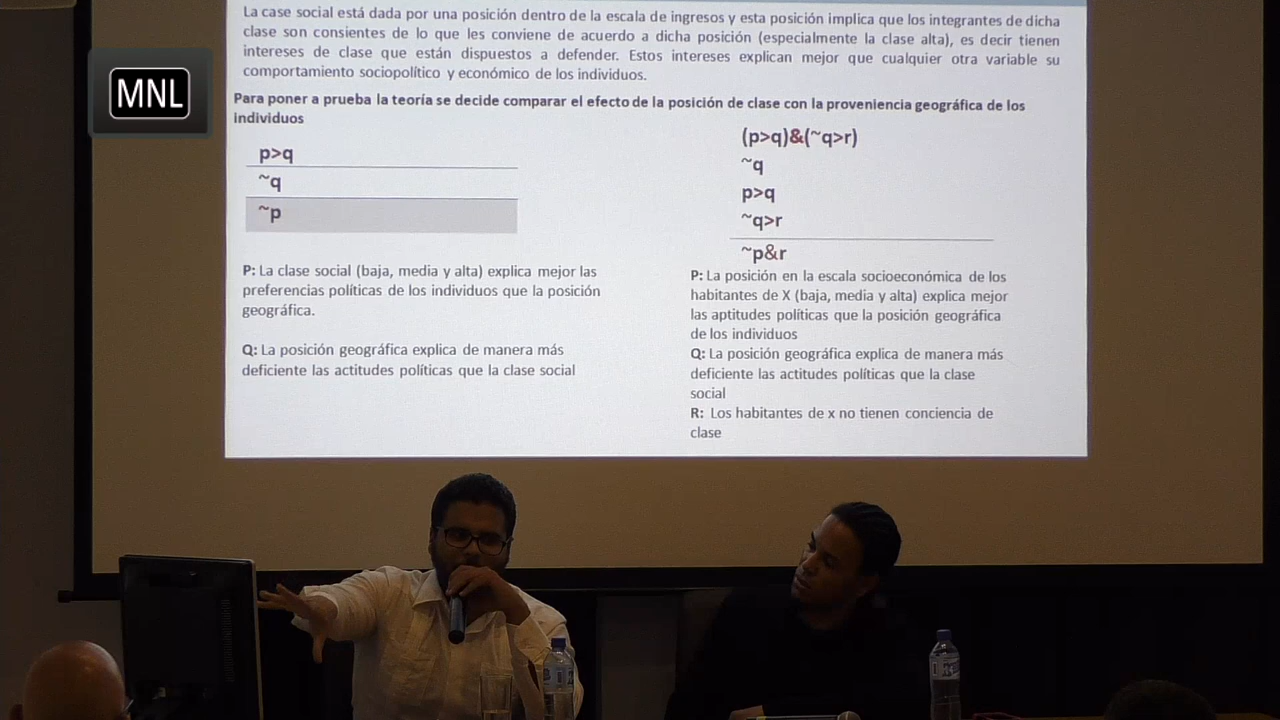 La case social está dada por una posición dentro de la escala de ingresos y esta posición implica que los integrantes de dicha
clase son consientes de lo que les conviene de acuerdo a dicha posición (especialmente la clase alta), es decir tienen
intereses de clase que están dispuestos a defender. Estos intereses explican mejor que cualquier otra variable su
comportamiento sociopolítico y económico de los individuos.
MNL
Para poner a prueba la teoría se decide comparar el efecto de la posición de clase con la proveniencia geográfica de los
individuos
p>q
~q
~p
P: La clase social (baja, media y alta) explica mejor las
preferencias políticas de los individuos que la posición
geográfica.
Q: La posición geográfica explica de manera más
deficiente las actitudes políticas que la clase social
(p>q)&(~q>r)
~q
p>q
~q>r
~p&r
P: La posición en la escala socioeconómica de los
habitantes de X (baja, media y alta) explica mejor
las aptitudes políticas que la posición geográfica
de los individuos
Q: La posición geográfica explica de manera más
deficiente las actitudes políticas que la clase
social
R: Los habitantes de x no tienen conciencia de
clase